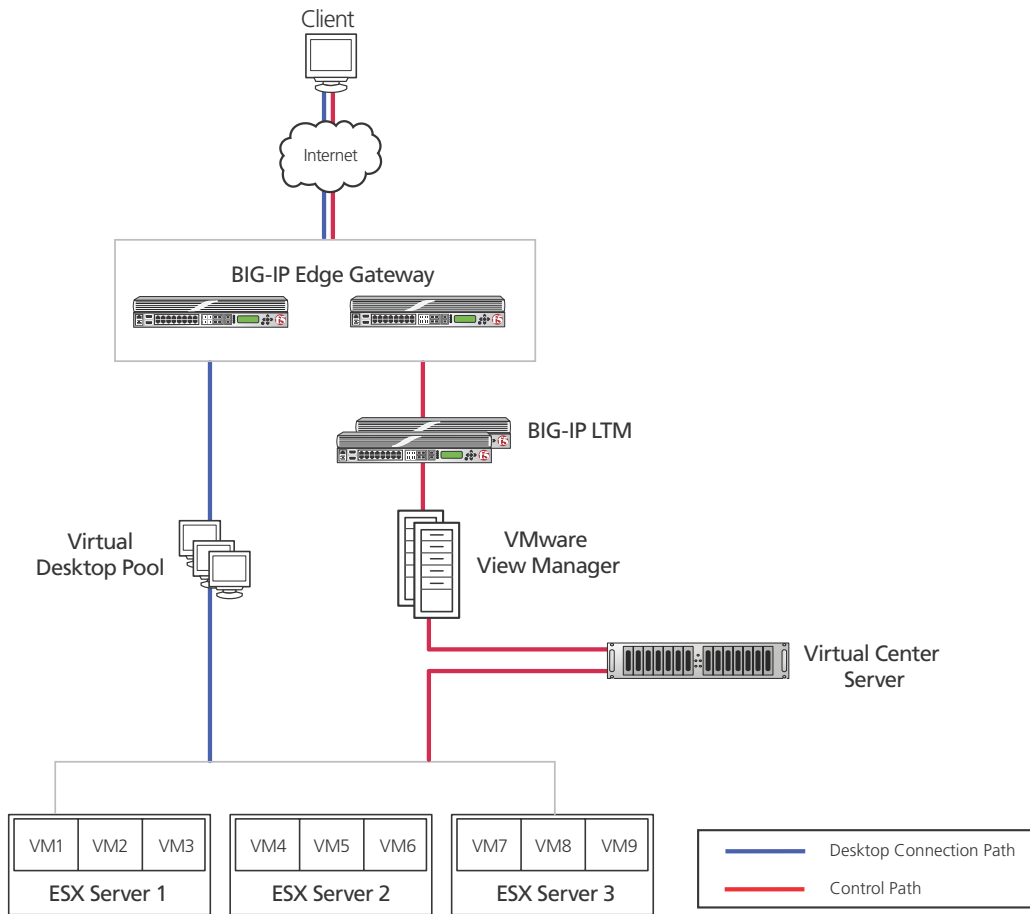 Client
Internet
BIG-IP Edge Gateway
BIG-IP LTM
Virtual
Desktop Pool
VMware
View Manager
Virtual Center
Server
VM1 VM2 VM3
ESX Server 1
VM4 VM5 VM6
ESX Server 2
VM7 VM8 VM9
ESX Server 3
Desktop Connection Path
Control Path